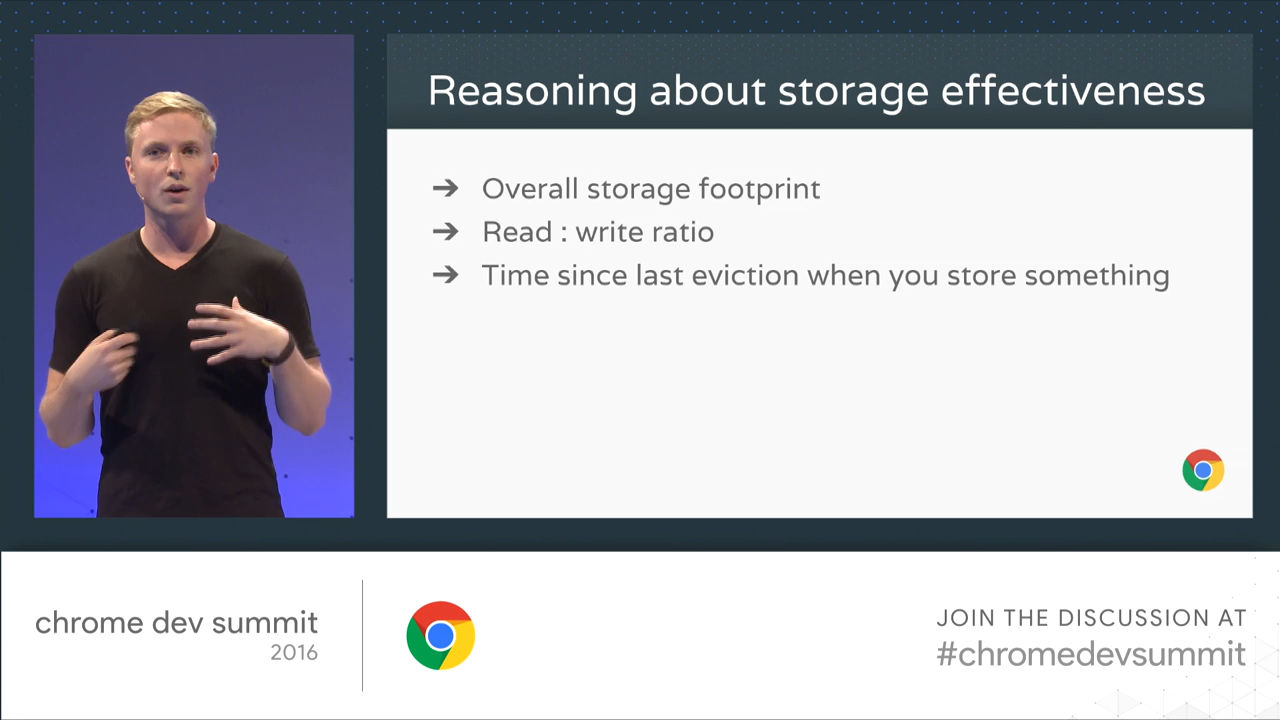 Reasoning about storage effectiveness
➔ Overall storage footprint
➔ Read : write ratio
➔ Time since last eviction when you store something
chrome dev summit
2016
JOIN THE DISCUSSION AT
#chromedevsummit